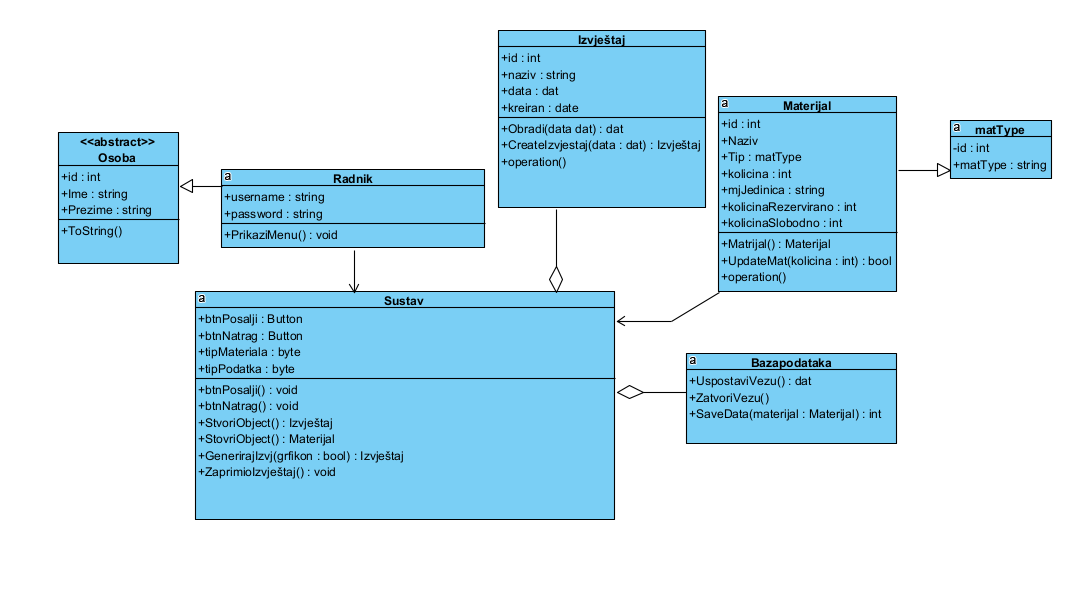 Izvještaj
+id : int
+naziv : string
+data : dat
+kreiran : date
+Obradi(data dat) : dat
+CreateIzvjestaj(data : dat) : Izvještaj
+operation()
a
Materijal
+id : int
+Naziv
+Tip : matType
+kolicina : int
+mjJedinica : string
+kolicinaRezervirano : int
+kolicinaSlobodno : int
+Matrijal() : Materijal
+UpdateMat(kolicina : int) : bool
+operation()
a
matType
-id : int
+matType : string
<<abstract>>
Osoba
+id : int
+Ime : string
+Prezime : string
+ToString()
a
Radnik
+username : string
+password : string
+PrikaziMenu() : void
a
Sustav
+btnPosalji : Button
+btnNatrag : Button
+tipMateriala : byte
+tipPodatka : byte
+btnPosalji() : void
+btnNatrag() : void
+StvoriObject() : Izvještaj
+StovriObject() : Materijal
+GenerirajIzvj(grfikon : bool) : Izvještaj
+ZaprimioIzvještaj() : void
a
Bazapodataka
+UspostaviVezu() : dat
+ZatvoriVezu()
+SaveData(materijal : Materijal) : int